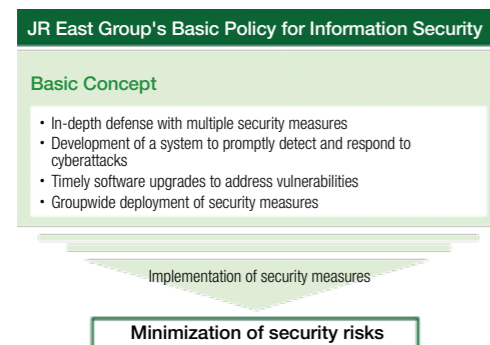 JR East Group's Basic Policy for Information Security
Basic Concept
・In-depth defense with multiple security measures
・Development of a system to promptly detect and respond to
cyberattacks
・Timely software upgrades to address vulnerabilities
・Groupwide deployment of security measures
Implementation of security measures
Minimization of security risks